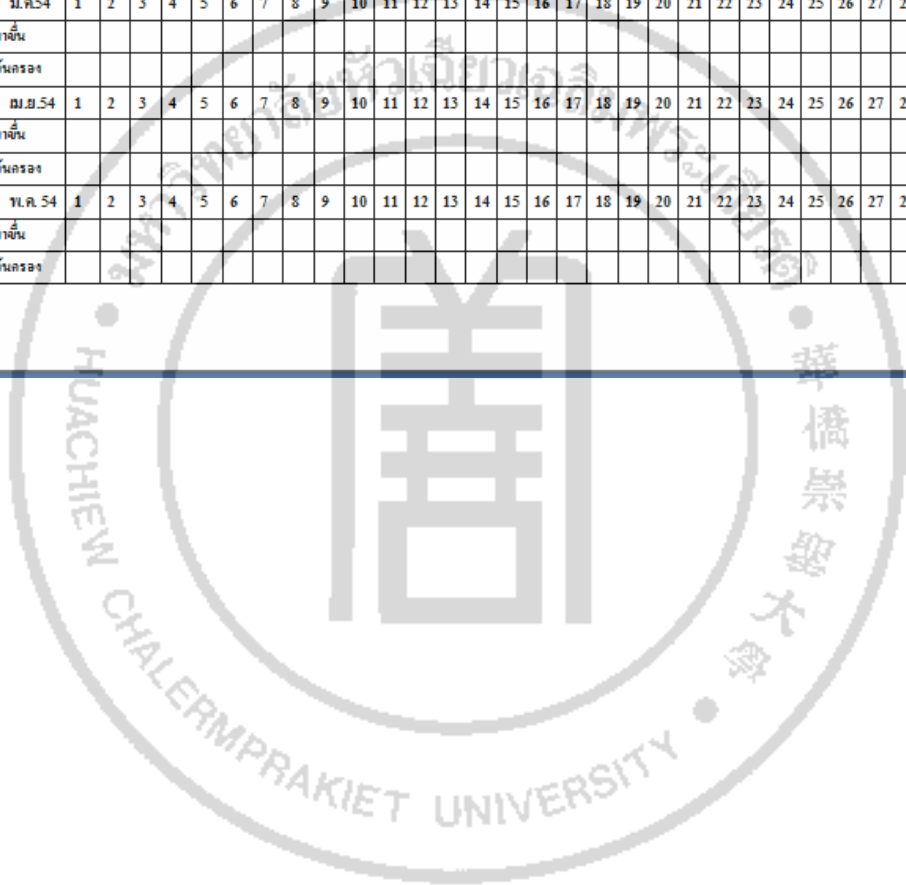 มี.ค.54 1 2 3 4 5 6 7 8 9 10 11 12 13 14 15 16 17 18 19 20 21 22 23 24 25 26 27
เม.ย.54 1 2 3 4 5 6 7 8 9 10 11 12 13 14 15 16 17 18 19 20 21 22 23 24 25 26 27
พ.ค. 54 1 2 3 4 5 6 7 8 9 10 11 12 13 14 15 16 17 18 19 20 21 22 23 24 25 26 27
มหาวิทยาลัยหัวเฉียวเฉลิมพระเกียรติ
華僑崇聖大學
HUACHIEW CHALERMPRAKIET UNIVERSITY